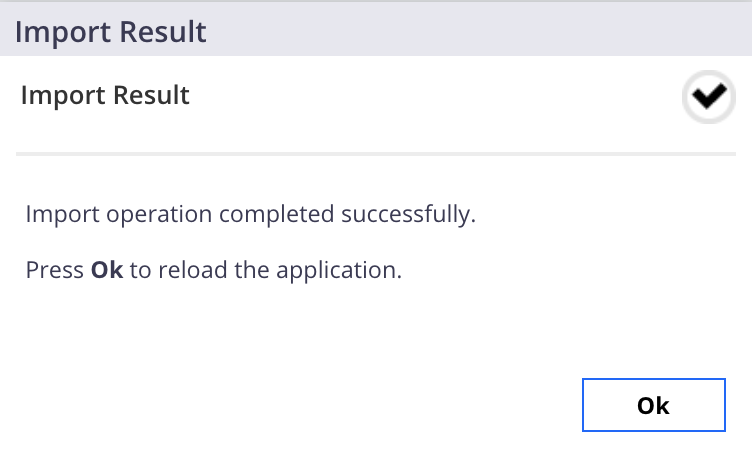 Import Result
Import Result
Import operation completed successfully.
Press Ok to reload the application.
Ok